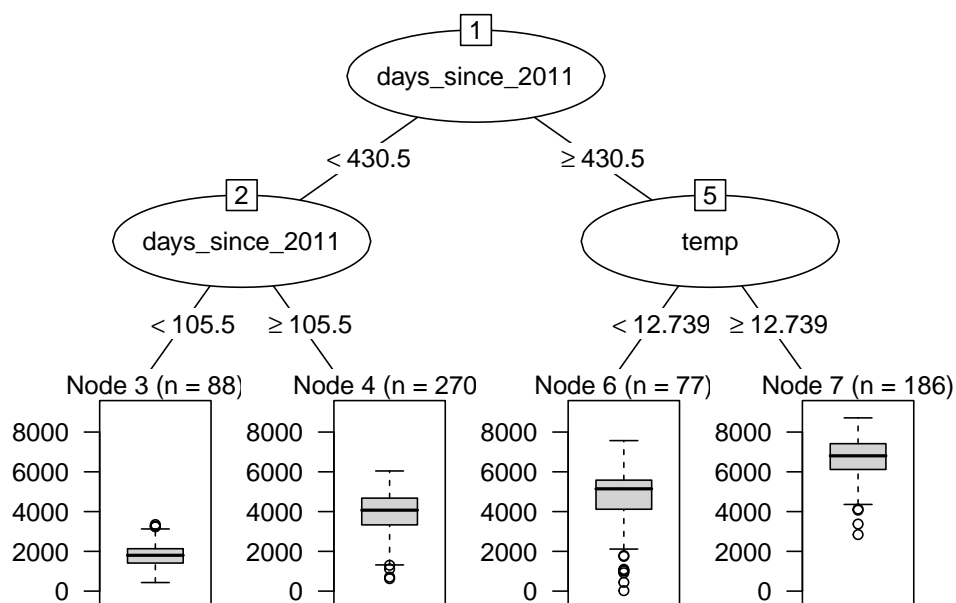 1
days_since_2011
< 430.5 ≥ 430.5
2 5
days_since_2011 temp
< 105.5 ≥ 105.5 < 12.739 ≥ 12.739
Node 3 (n = 88) Node 4 (n = 270 Node 6 (n = 77) Node 7 (n = 186)
8000 8000 8000 8000
6000 6000 6000 6000
4000 4000 4000 4000
2000 2000 2000 2000
0 0 0 0